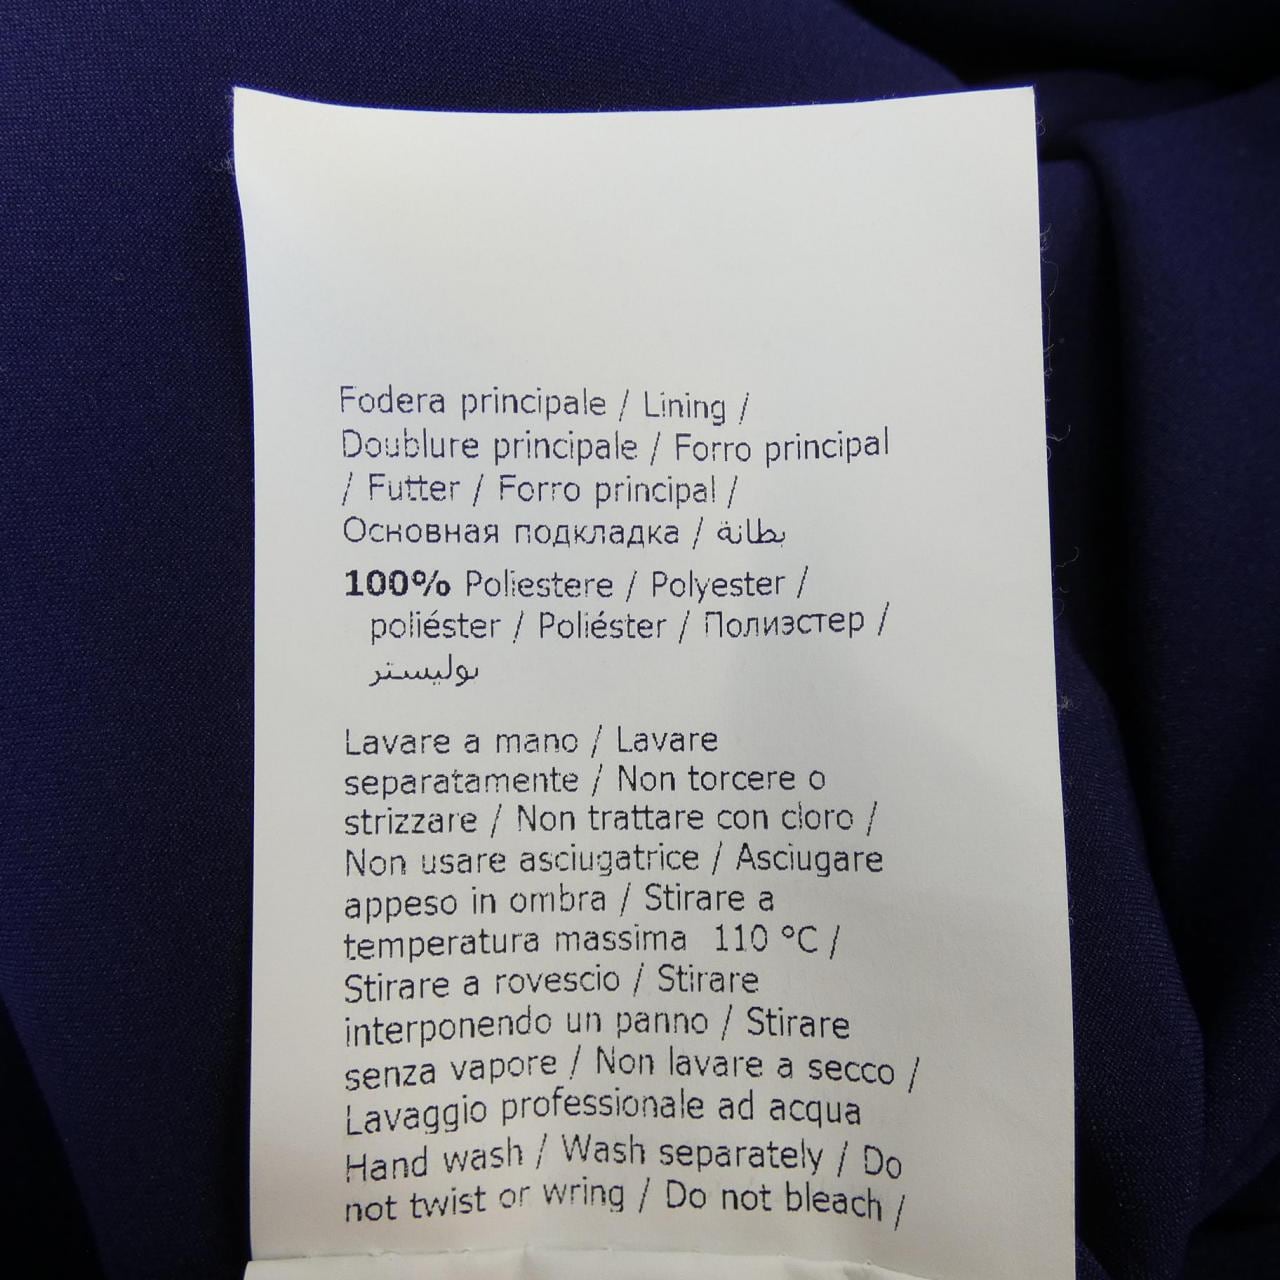 Fodera principale / Lining /
Doublure principale / Forro principal
/ Futter / Forro principal /
Основная подкладка / بطانة
100% Poliestere / Polyester /
poliéster / Poliéster / Полиэстер /
بوليستر
Lavare a mano / Lavare
separatamente / Non torcere o
strizzare / Non trattare con cloro /
Non usare asciugatrice / Asciugare
appeso in ombra / Stirare a
temperatura massima 110 °C /
Stirare a rovescio / Stirare
interponendo un panno / Stirare
senza vapore / Non lavare a secco /
Lavaggio professionale ad acqua
Hand wash / Wash separately / Do
not twist or wring / Do not bleach /